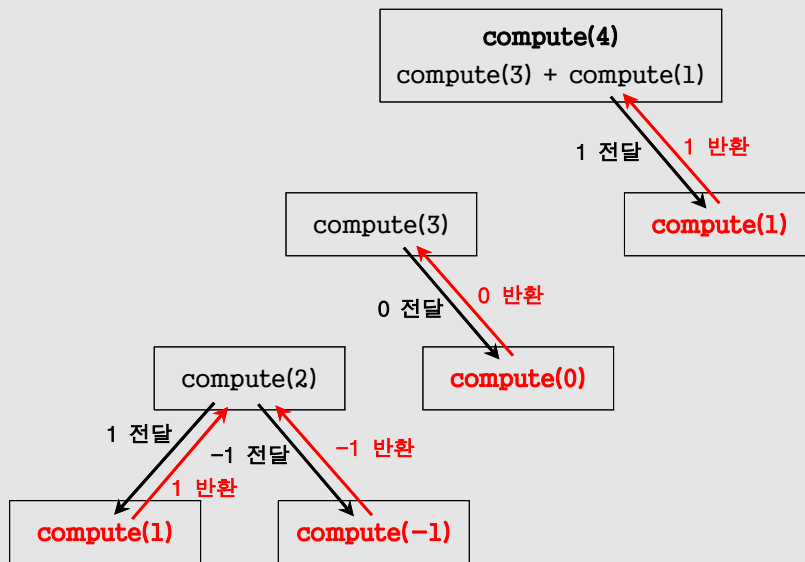 compute(4)
compute(3) + compute(1)
1 전달
1 반환
compute(3)
compute(1)
0 전달
0 반환
compute(2)
compute(0)
1 전달
1 반환
-1 전달
-1 반환
compute(1)
compute(-1)